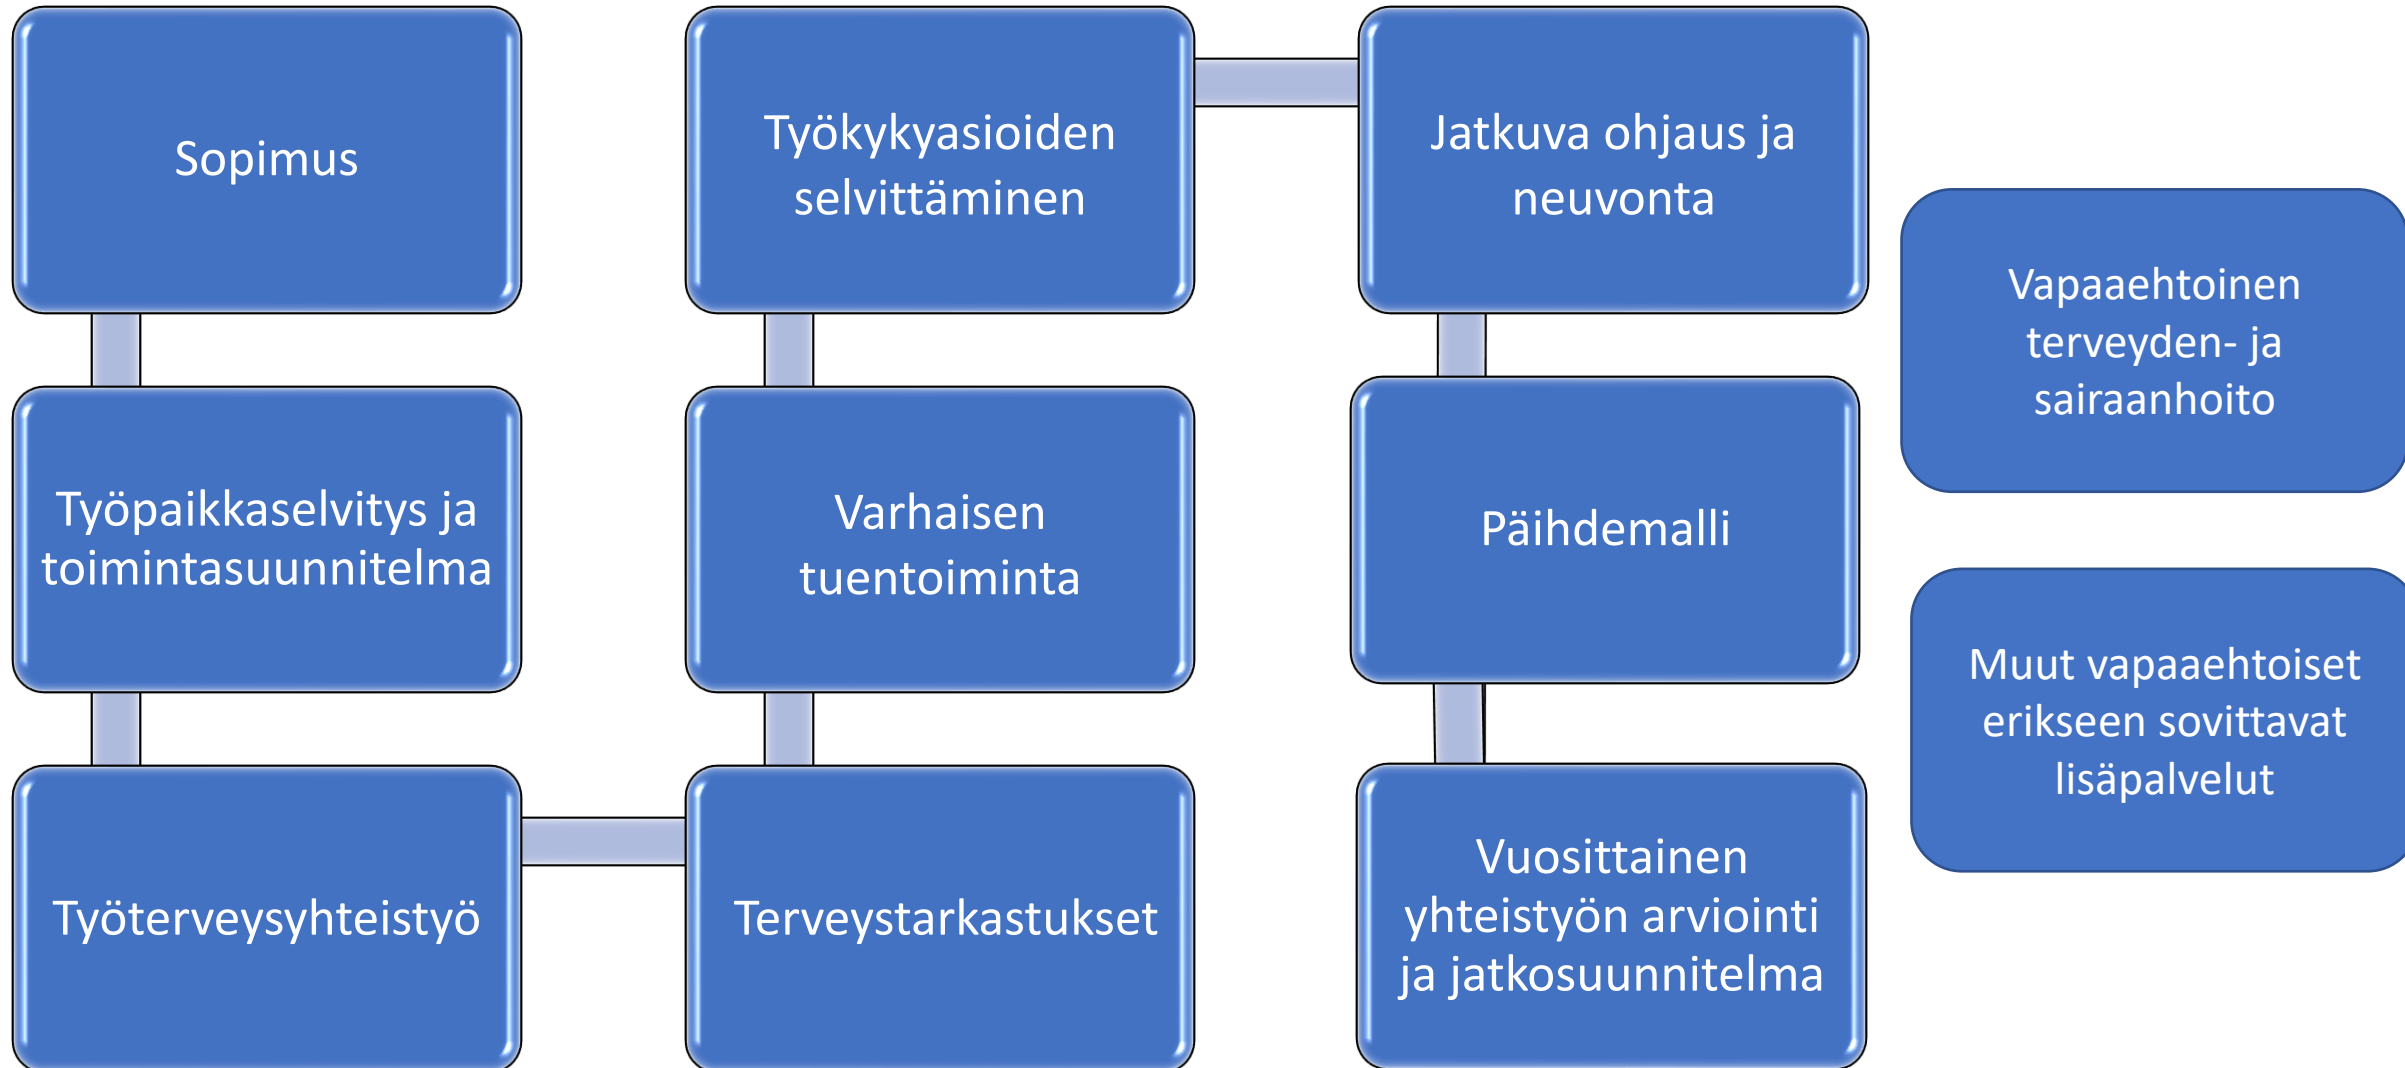 Sopimus
Työpaikkaselvitys ja
toimintasuunnitelma
Työterveysyhteistyö
Terveystarkastukset
Varhaisen
tuentoiminta
Työkykyasioiden
selvittäminen
Jatkuva ohjaus ja
neuvonta
Päihdemalli
Vuosittainen
yhteistyön arviointi
ja jatkosuunnitelma
Vapaaehtoinen
terveyden- ja
sairaanhoito
Muut vapaaehtoiset
erikseen sovittavat
lisäpalvelut